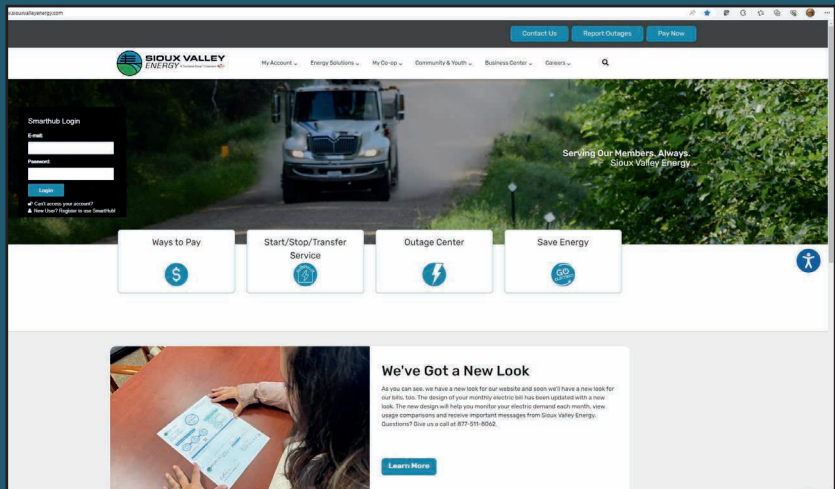 siouxvalleyenergy.com
Contact Us Report Outages Pay Now
SIOUX VALLEY
ENERGY
My Account Energy Solutions My Co-op Community & Youth Business Center Careers
Smarthub Login
E-mail:
Password:
Login
Can't access your account?
New User? Register to use SmartHub!
Serving Our Members. Always.
Sioux Valley Energy
Ways to Pay
Start/Stop/Transfer
Service
Outage Center
Save Energy
$
GO
ELECTRIC
We've Got a New Look
As you can see, we have a new look for our website and soon we'll have a new look for
our bills, too. The design of your monthly electric bill has been updated with a new
look. The new design will help you monitor your electric demand each month, view
usage comparisons and receive important messages from Sioux Valley Energy.
Questions? Give us a call at 877-511-8062.
Learn More